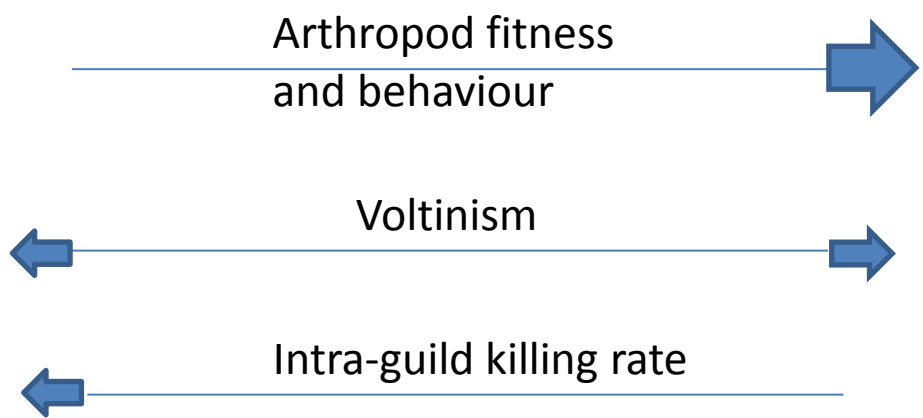 Arthropod fitness
and behaviour
Voltinism
Intra-guild killing rate